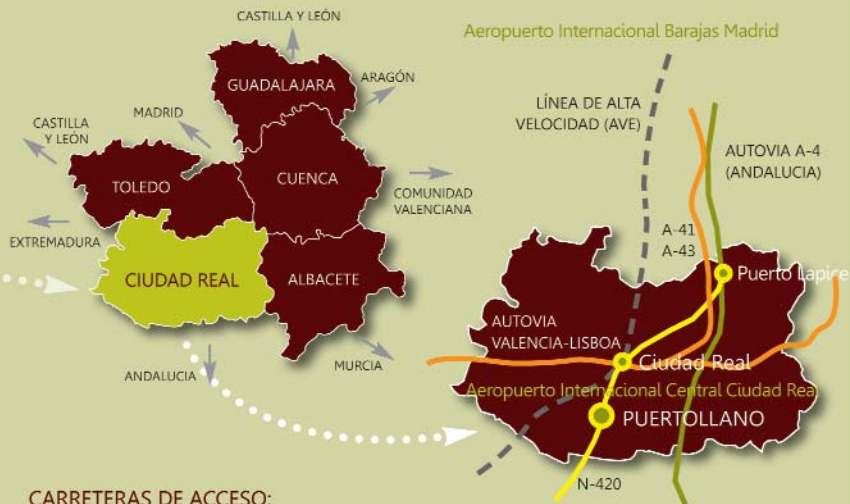 CASTILLA Y LEÓN
GUADALAJARA
ARAGÓN
MADRID
CASTILLA
Y LEÓN
TOLEDO
CUENCA
COMUNIDAD
VALENCIANA
EXTREMADURA
CIUDAD REAL
ALBACETE
ANDALUCIA
MURCIA
Aeropuerto Internacional Barajas Madrid
LÍNEA DE ALTA
VELOCIDAD (AVE)
AUTOVIA A-4
(ANDALUCIA)
A-41
A-43
Puerto Lapice
AUTOVIA
VALENCIA-LISBOA
Ciudad Real
Aeropuerto Internacional Central Ciudad Real
PUERTOLLANO
N-420
CARRETERAS DE ACCESO: